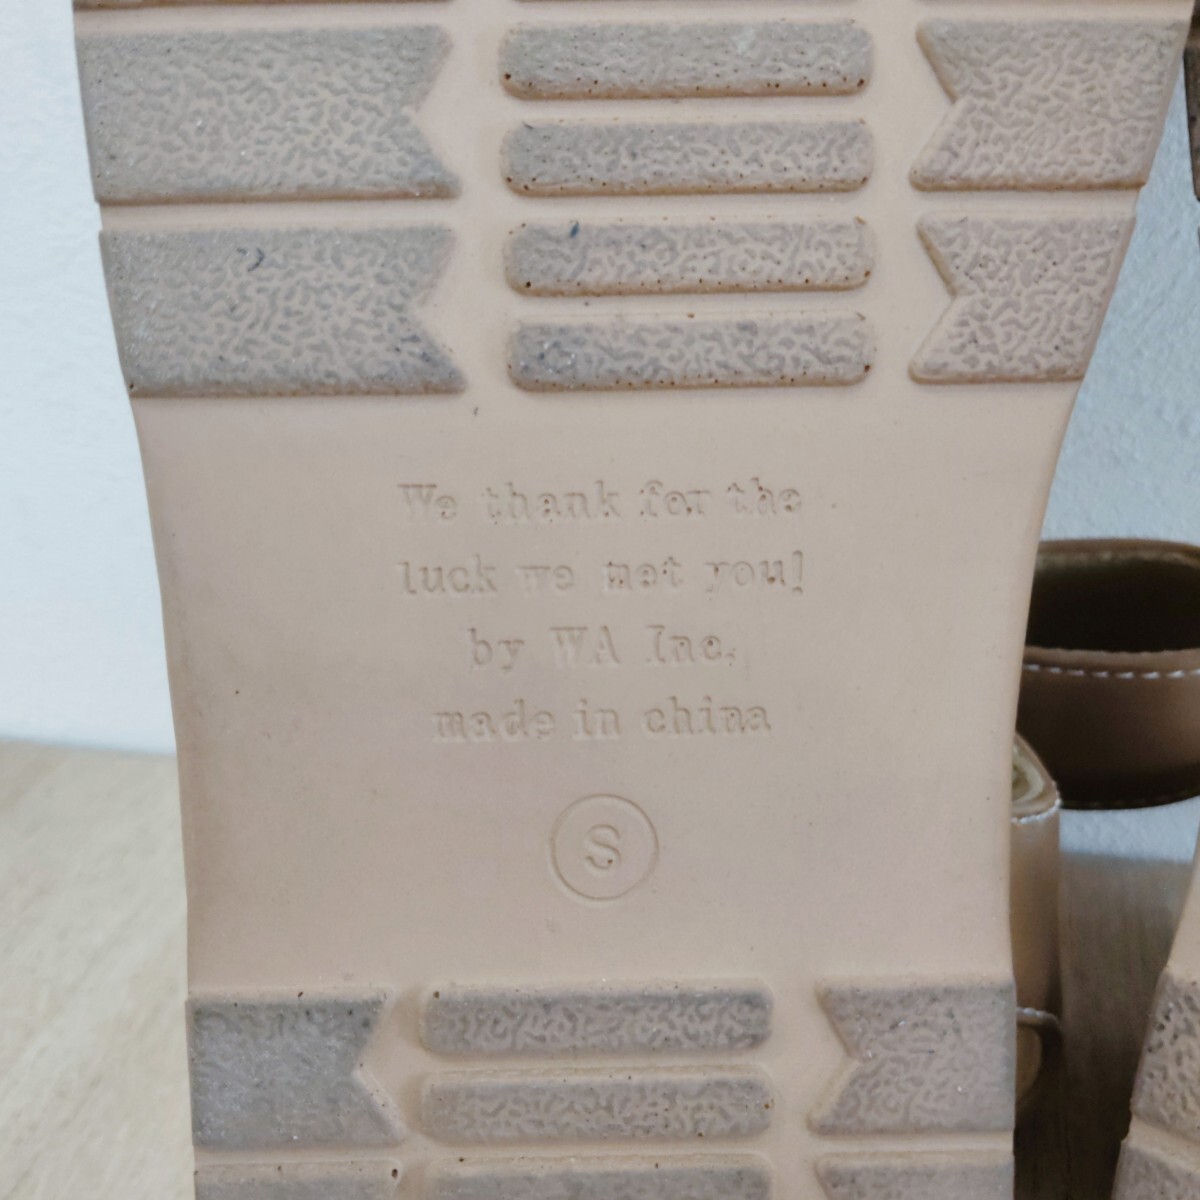 We thank for the
luck we met you!
by WA Inc.
made in china
S